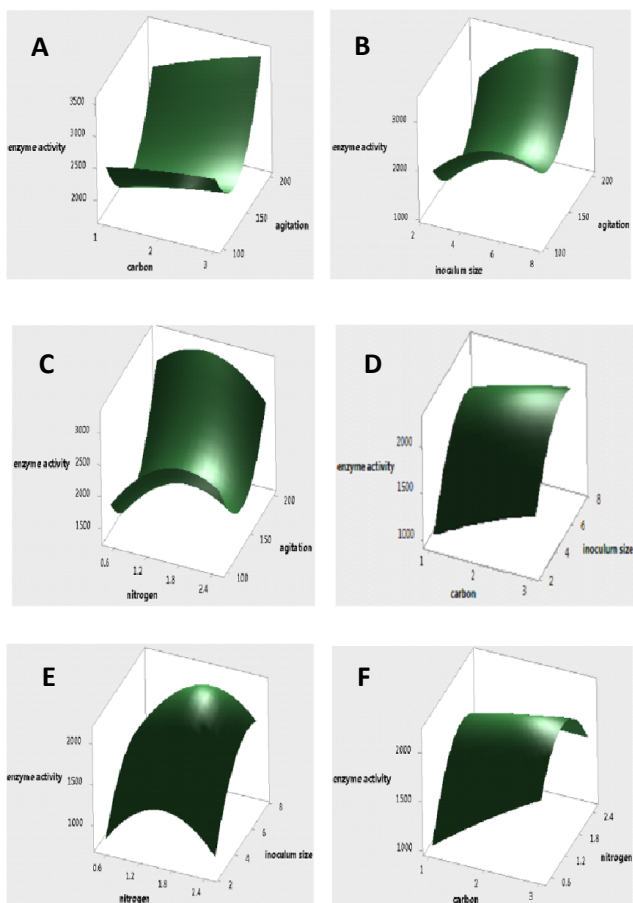 A
3500
3000
enzyme activity
2500
2000
200
150
agitation
100
1
2
3
carbon
B
3000
enzyme activity
2000
1000
200
150
agitation
100
2
4
6
8
inoculum size
C
3000
2500
enzyme activity
2000
1500
200
150
agitation
100
0.6
1.2
1.8
2.4
nitrogen
D
2000
enzyme activity
1500
1000
8
6
inoculum size
4
2
1
2
3
carbon
E
2000
enzyme activity
1500
1000
8
6
inoculum size
4
2
0.6
1.2
1.8
2.4
nitrogen
F
2000
enzyme activity
1500
1000
2.4
1.8
nitrogen
1.2
0.6
1
2
3
carbon